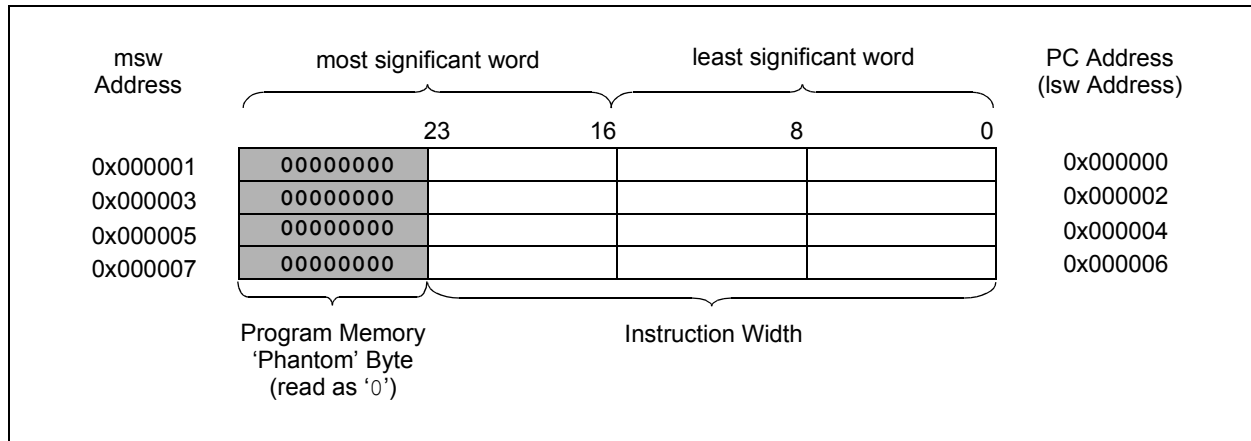 msw
Address
most significant word
least significant word
PC Address
(lsw Address)
23
16
8
0
0x000001
00000000
0x000000
0x000003
00000000
0x000002
0x000005
00000000
0x000004
0x000007
00000000
0x000006
Program Memory
‘Phantom’ Byte
(read as ‘0’)
Instruction Width